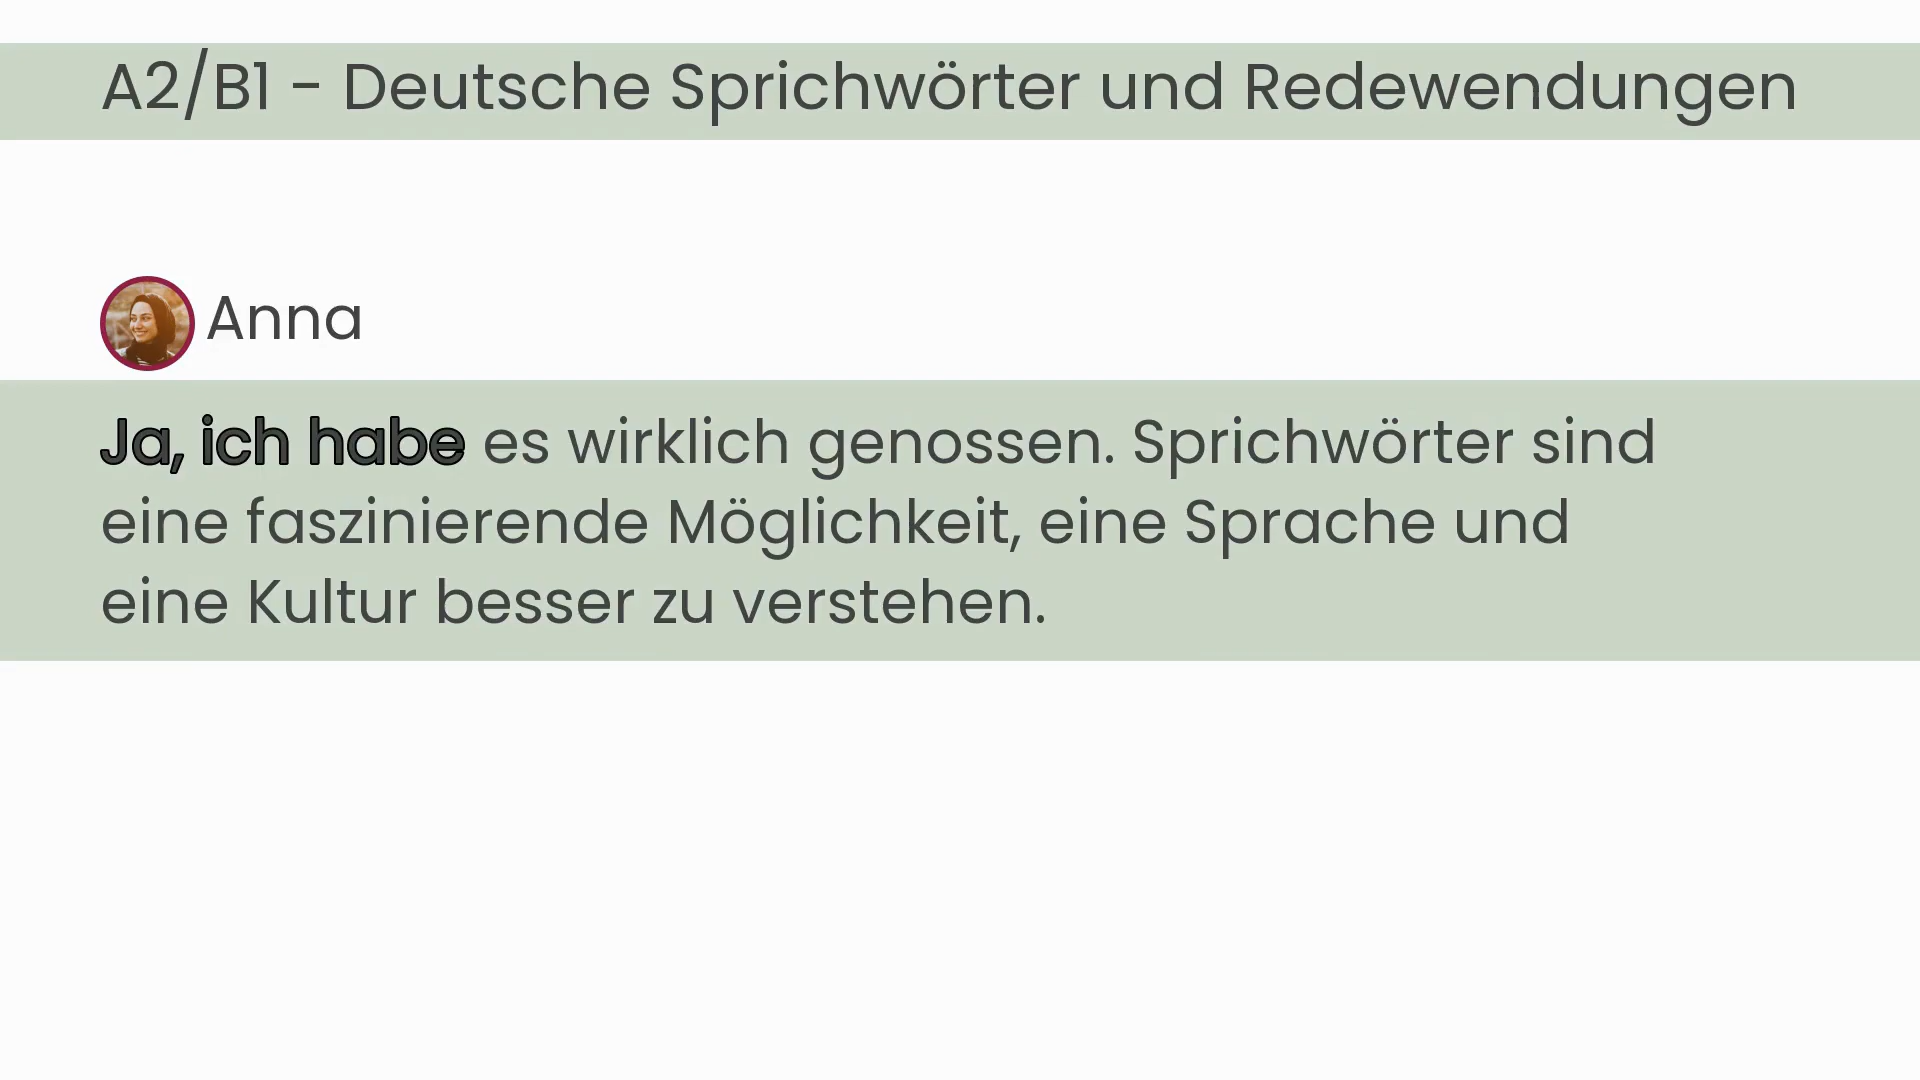 A2/B1 - Deutsche Sprichwörter und Redewendungen
Anna
Ja, ich habe es wirklich genossen. Sprichwörter sind
eine faszinierende Möglichkeit, eine Sprache und
eine Kultur besser zu verstehen.